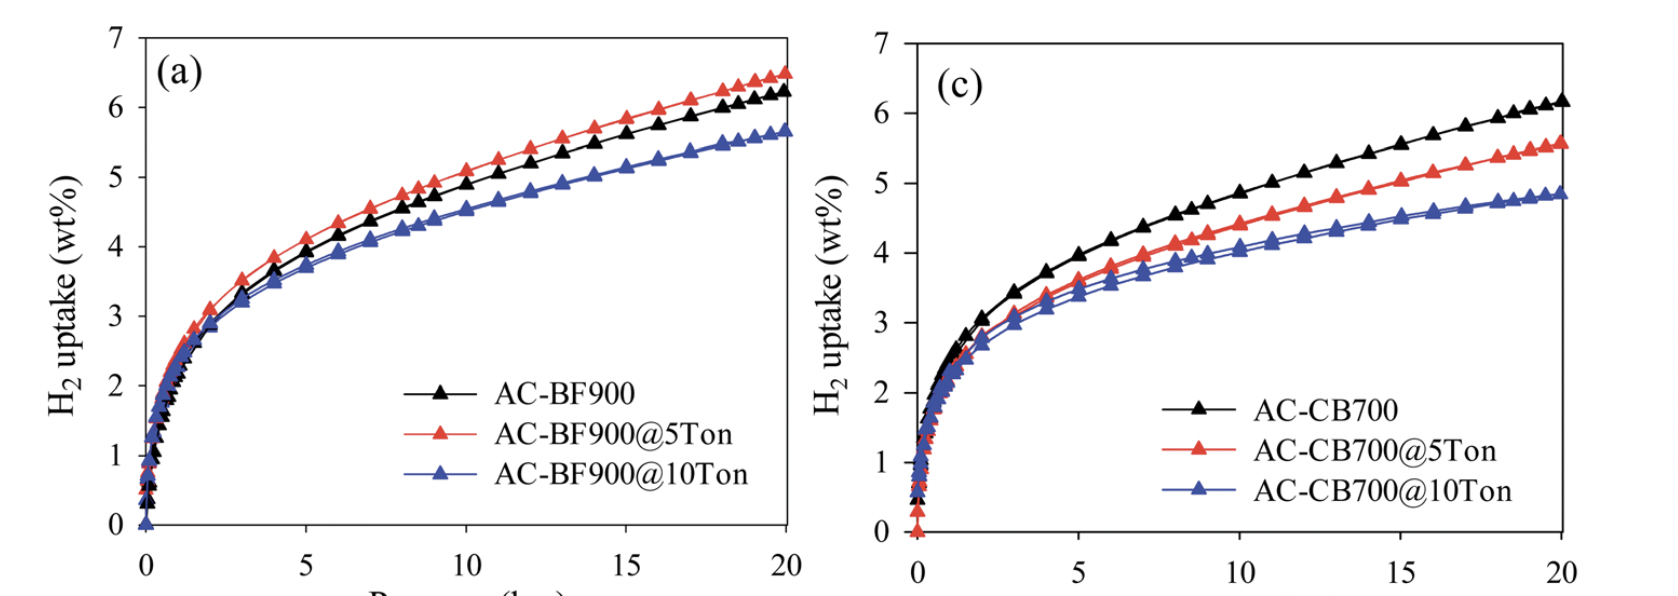 (a)
H2 uptake (wt%)
7
6
5
4
3
2
1
0
AC-BF900
AC-BF900@5Ton
AC-BF900@10Ton
0 5 10 15 20
(c)
H2 uptake (wt%)
7
6
5
4
3
2
1
0
AC-CB700
AC-CB700@5Ton
AC-CB700@10Ton
0 5 10 15 20